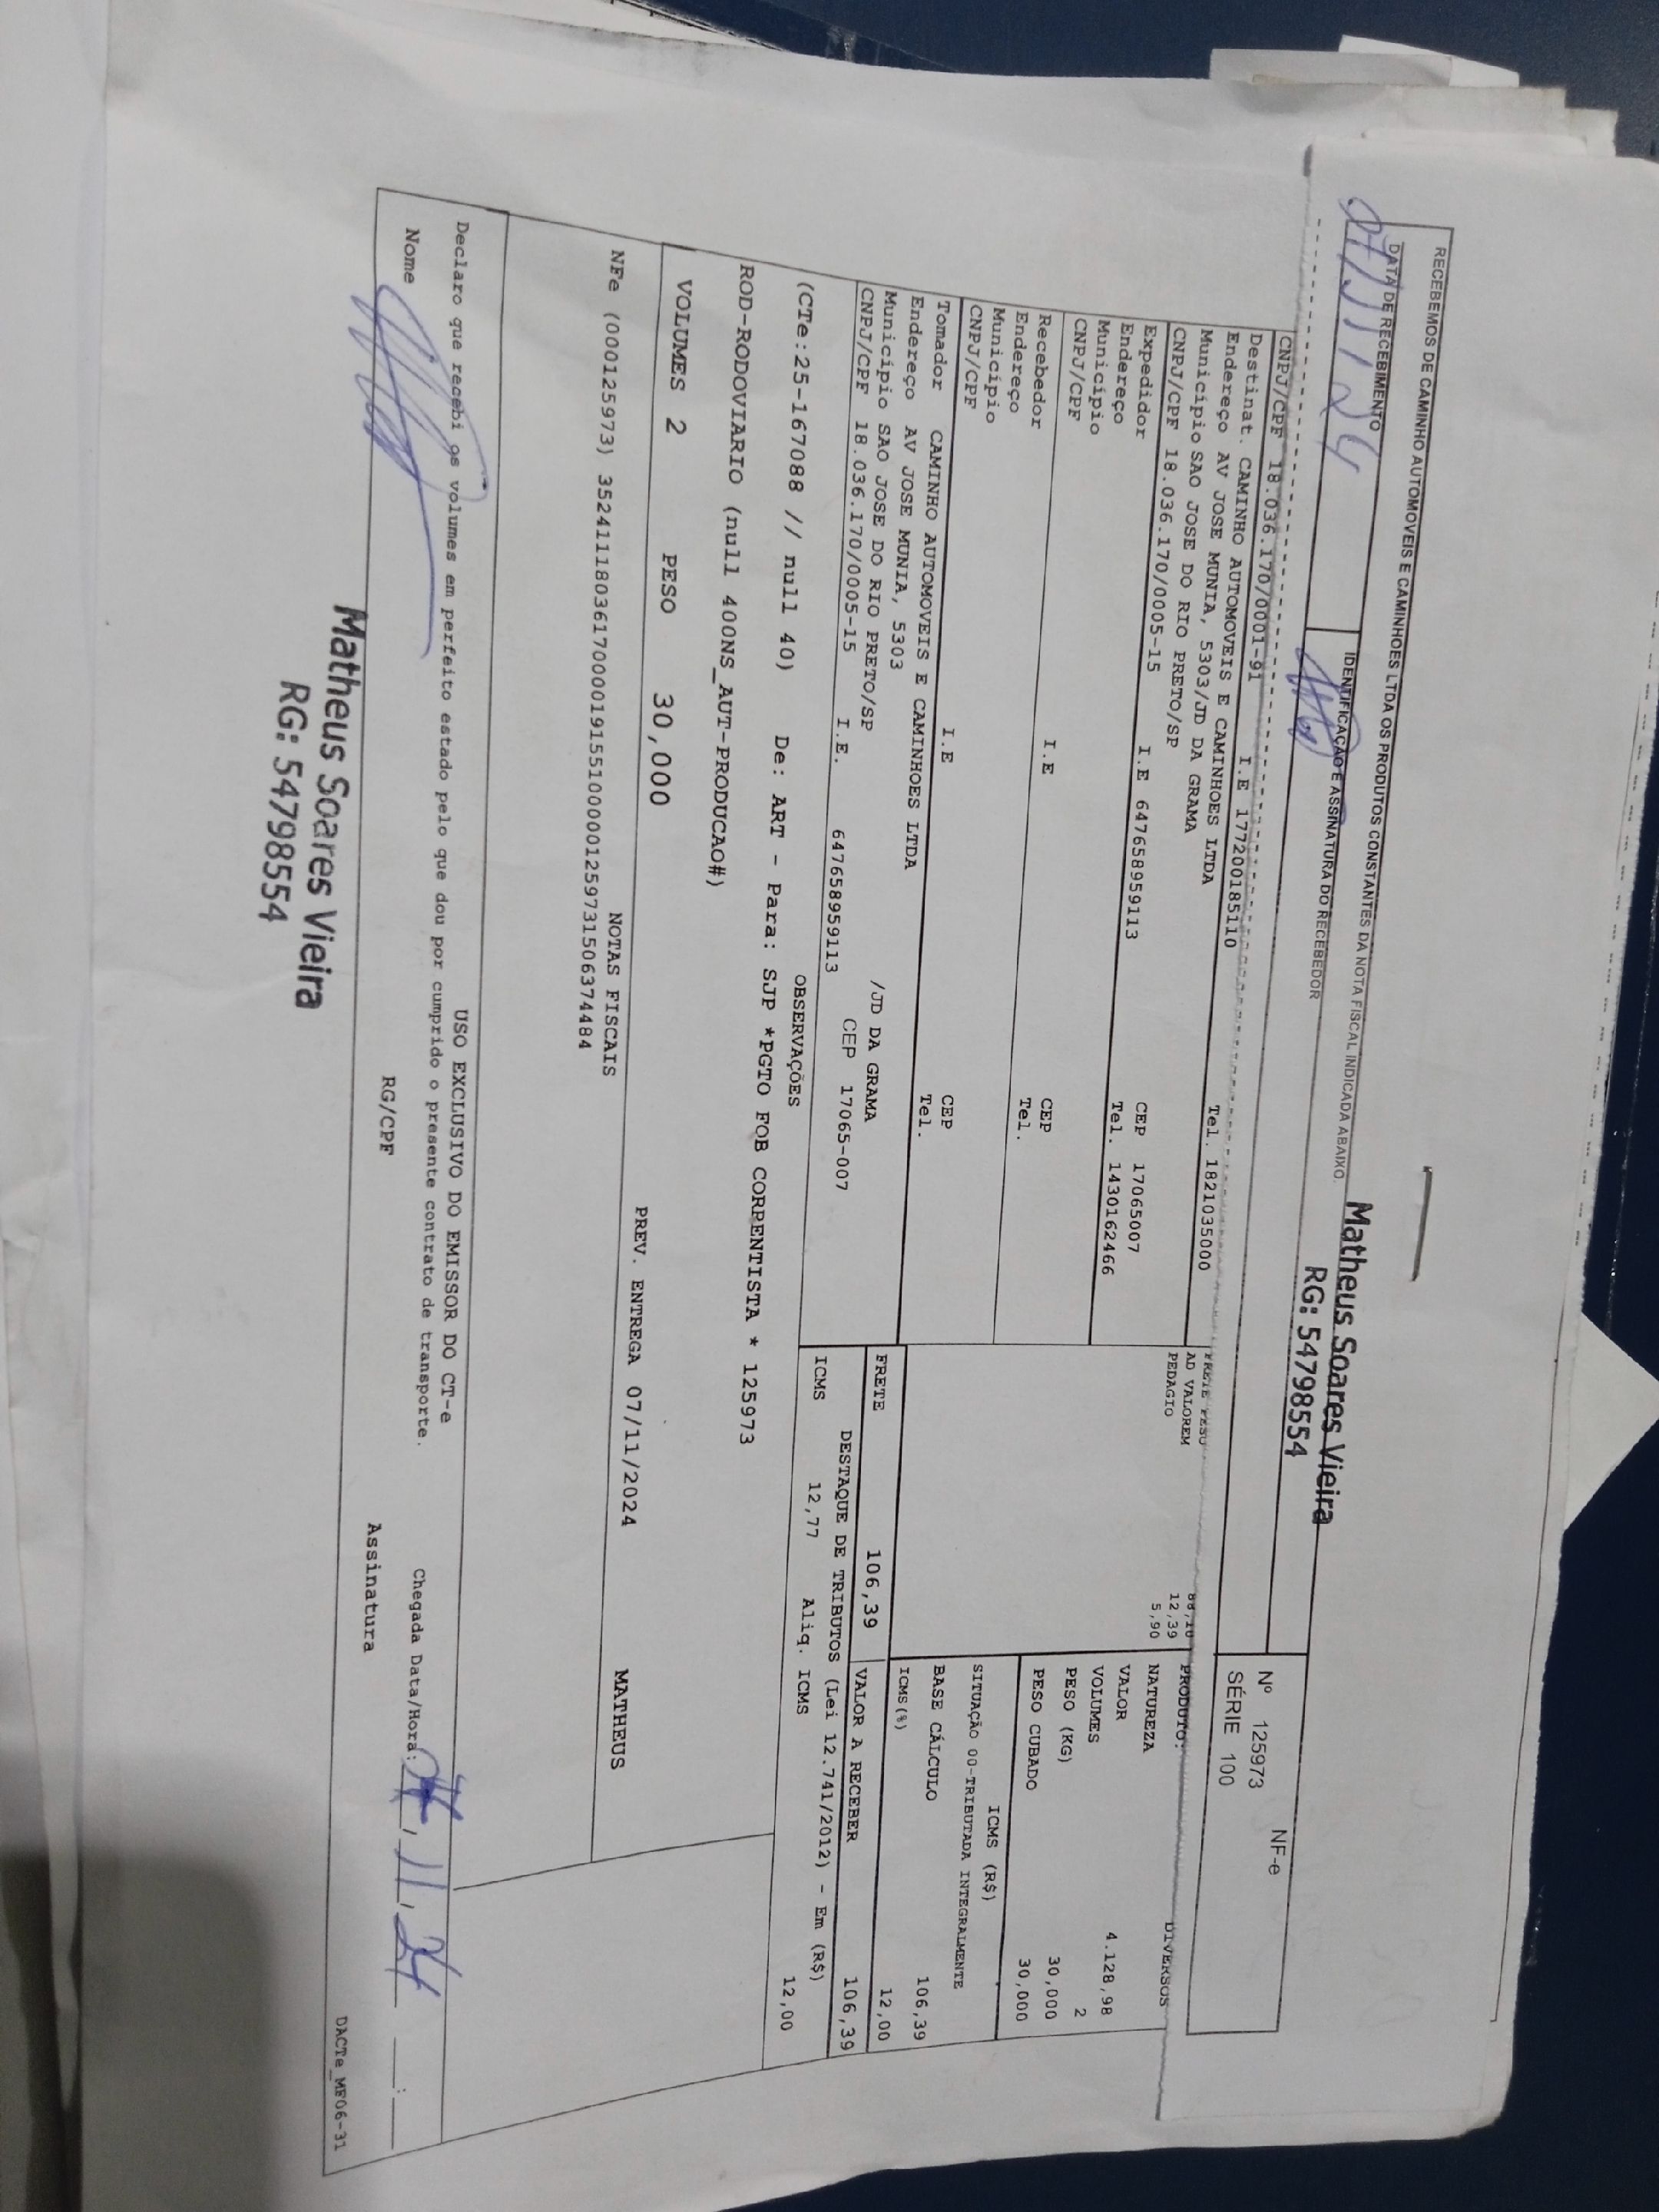 RECEBEMOS DE CAMINHO AUTOMOVEIS E CAMINHOES LTDA OS PRODUTOS CONSTANTES DA NOTA FISCAL INDICADA ABAIXO.
DATA DE RECEBIMENTO
IDENTIFICAÇÃO E ASSINATURA DO RECEBEDOR
07/11/24
Matheus Soares Vieira
RG: 54798554
NF-e
Nº 125973
SÉRIE 100
CNPJ/CPF 18.036.170/0001-91 I.E 177200185110
Destinat. CAMINHO AUTOMOVEIS E CAMINHOES LTDA
Endereço AV JOSE MUNIA, 5303/JD DA GRAMA Tel. 1821035000
Município SAO JOSE DO RIO PRETO/SP
CNPJ/CPF 18.036.170/0005-15 I.E 647658959113
Expedidor CEP 17065007
Endereço Tel. 1430162466
Município
CNPJ/CPF
Recebedor I.E CEP
Endereço Tel.
Município
CNPJ/CPF I.E CEP
Tomador CAMINHO AUTOMOVEIS E CAMINHOES LTDA Tel.
Endereço AV JOSE MUNIA, 5303 /JD DA GRAMA
Município SAO JOSE DO RIO PRETO/SP
CNPJ/CPF 18.036.170/0005-15 I.E. 647658959113 CEP 17065-007
FRETE PESO
AD VALOREM 12,39
PEDAGIO 5,90
PRODUTO: DIVERSOS
NATUREZA
VALOR 4.128,98
VOLUMES 2
PESO (KG) 30,000
PESO CUBADO 30,000
ICMS (R$)
SITUAÇÃO 00-TRIBUTADA INTEGRALMENTE
BASE CÁLCULO 106,39
ICMS(%) 12,00
FRETE 106,39 VALOR A RECEBER 106,39
DESTAQUE DE TRIBUTOS (Lei 12.741/2012) - Em (R$)
ICMS 12,77 Aliq. ICMS 12,00
OBSERVAÇÕES
(CTe:25-167088 // null 40) De: ART - Para: SJP *PGTO FOB CORRENTISTA * 125973
ROD-RODOVIARIO (null 400NS_AUT-PRODUCAO#)
VOLUMES 2 PESO 30,000 PREV. ENTREGA 07/11/2024 MATHEUS
NOTAS FISCAIS
NFe (000125973) 35241118036170000191551000001259731506374484
USO EXCLUSIVO DO EMISSOR DO CT-e
Declaro que recebi os volumes em perfeito estado pelo que dou por cumprido o presente contrato de transporte.
Chegada Data/Hora: 07/11/24 __:__
Nome RG/CPF Assinatura
Matheus Soares Vieira
RG: 54798554
DACTe_MF06-31